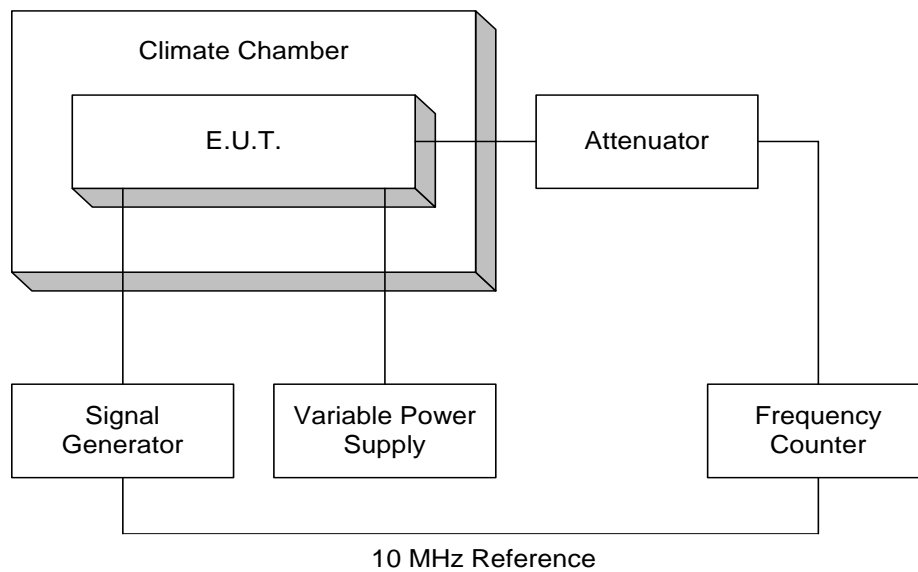 Climate Chamber
E.U.T.
Attenuator
Signal
Generator
Variable Power
Supply
Frequency
Counter
10 MHz Reference